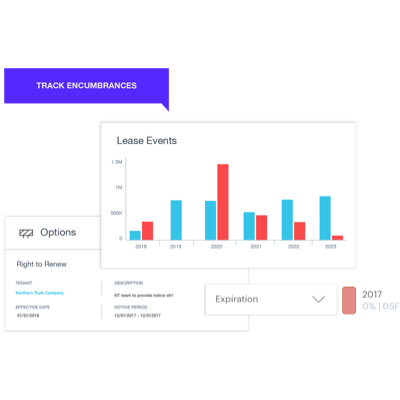 TRACK ENCUMBRANCES
Lease Events
1.5M
1M
500K
0
2018 2019 2020 2021 2022 2023
Options
Right to Renew
TENANT DESCRIPTION
Northern Trust Company NT team to provide notice ok?
EFFECTIVE DATE NOTICE PERIOD
01/01/2018 12/01/2017 - 12/31/2017
Expiration
2017
0% | 0SF